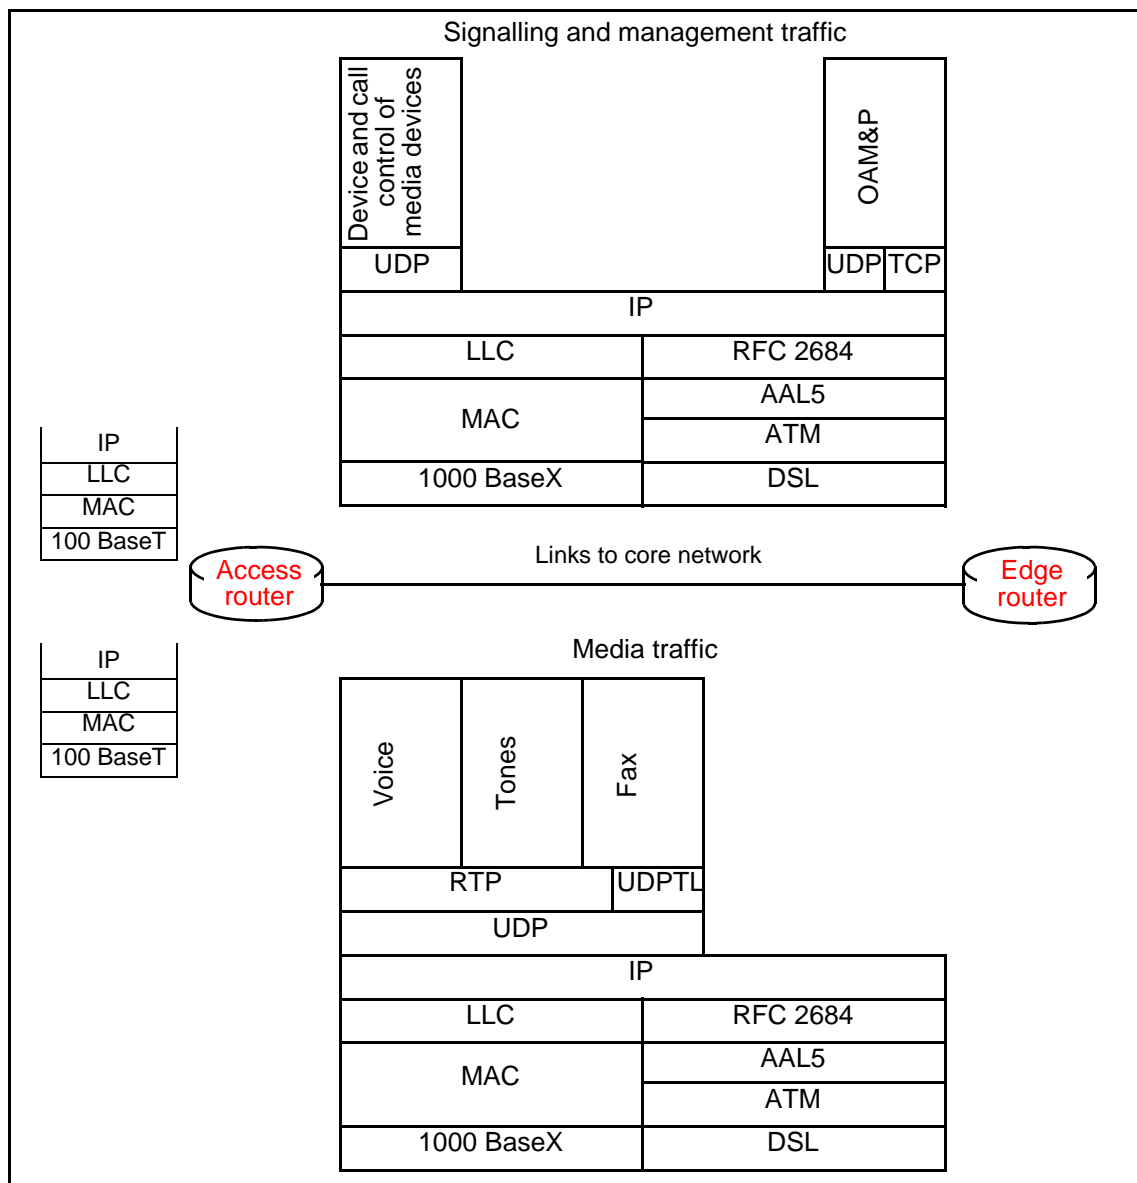 Signalling and management traffic
Device and call
control of
media devices
OAM&P
UDP
UDP
TCP
IP
LLC
RFC 2684
MAC
AAL5
ATM
1000 BaseX
DSL
IP
LLC
MAC
100 BaseT
Access
router
Links to core network
Edge
router
IP
LLC
MAC
100 BaseT
Media traffic
Voice
Tones
Fax
RTP
UDPTL
UDP
IP
LLC
RFC 2684
MAC
AAL5
ATM
1000 BaseX
DSL